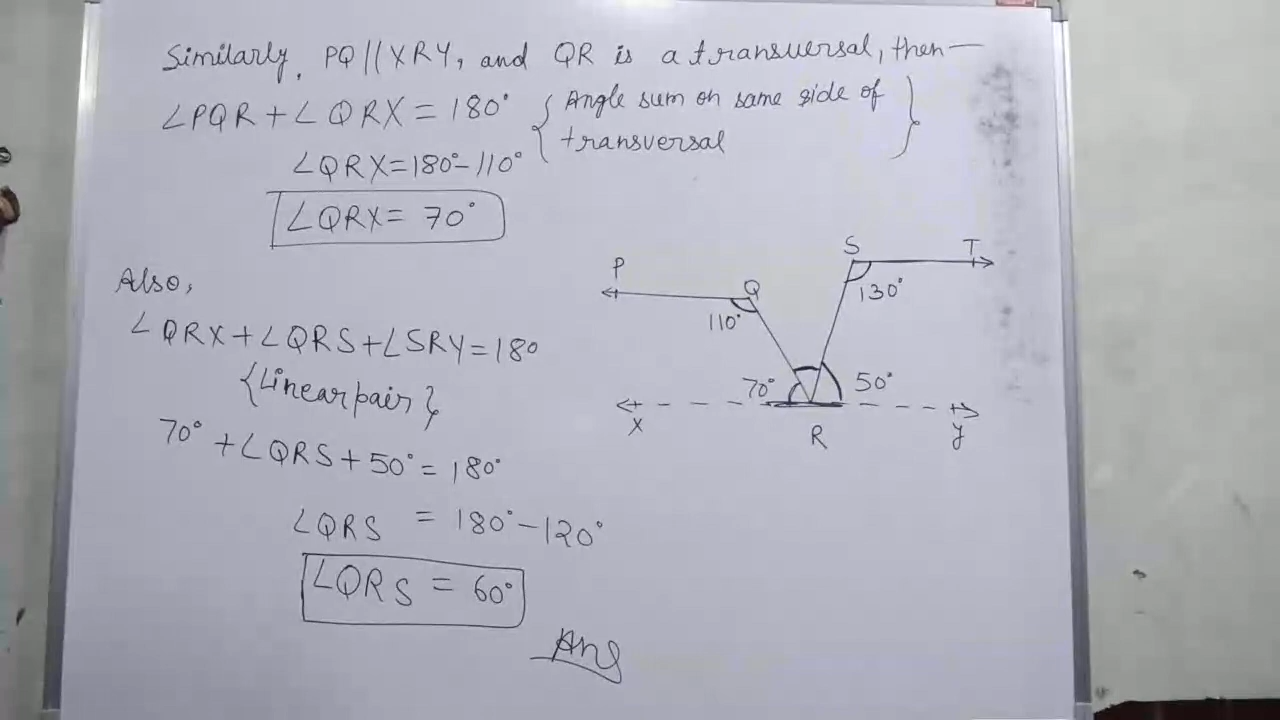 Similarly, PQ||XRY, and QR is a transversal, then—
∠PQR + ∠QRX = 180° {Angle sum on same side of transversal}
∠QRX = 180° - 110°
∠QRX = 70°
Also,
∠QRX + ∠QRS + ∠SRY = 180
{Linear pair}
70° + ∠QRS + 50° = 180°
∠QRS = 180° - 120°
∠QRS = 60°
Ans
S T
P Q
130°
110°
70° 50°
X R y